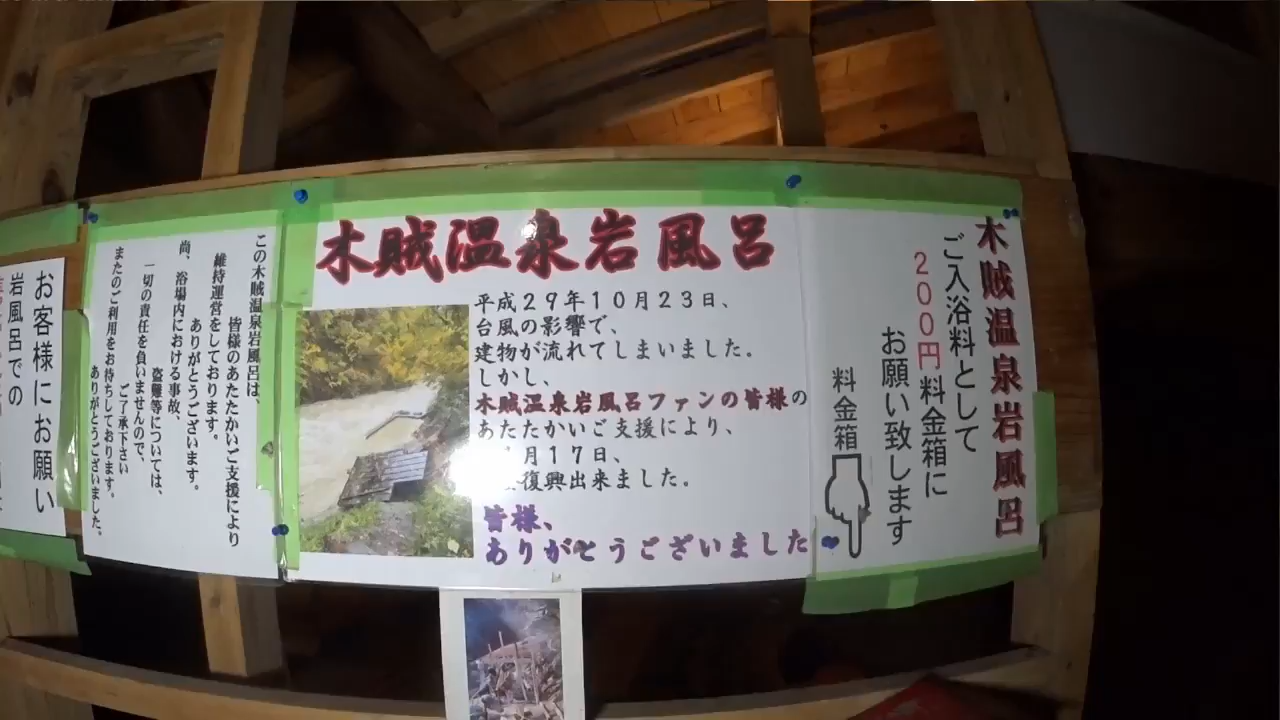 木賊温泉岩風呂
ご入浴料として
200円料金箱に
お願い致します
料金箱
木賊温泉岩風呂
平成29年10月23日、
台風の影響で、
建物が流れてしまいました。
しかし、
木賊温泉岩風呂ファンの皆様の
あたたかいご支援により、
月17日、
復興出来ました。
皆様、
ありがとうございました
この木賊温泉岩風呂は、
皆様のあたたかいご支援により
維持運営をしております。
ありがとうございます。
尚、浴場内における事故、
盗難等については、
一切の責任を負いませんので、
ご了承下さい
またのご利用をお待ちしております。
ありがとうございました。
お客様にお願い
岩風呂での